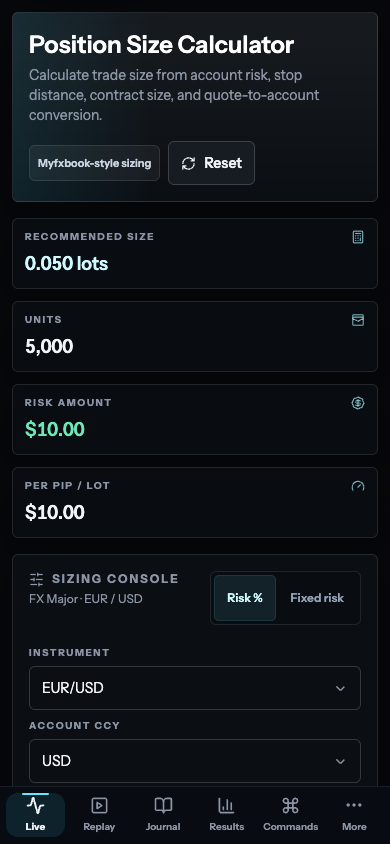 Position Size Calculator
Calculate trade size from account risk, stop
distance, contract size, and quote-to-account
conversion.
Myfxbook-style sizing
Reset
RECOMMENDED SIZE
0.050 lots
UNITS
5,000
RISK AMOUNT
$10.00
PER PIP / LOT
$10.00
SIZING CONSOLE
FX Major · EUR / USD
Risk %
Fixed risk
INSTRUMENT
EUR/USD
ACCOUNT CCY
USD
Live
Replay
Journal
Results
Commands
More